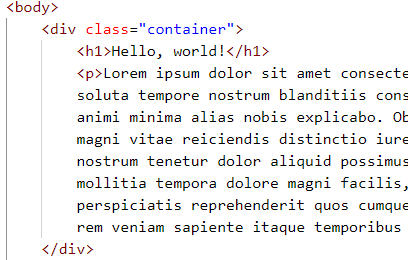 <body>
<div class="container">
<h1>Hello, world!</h1>
<p>Lorem ipsum dolor sit amet consecte
soluta tempore nostrum blanditiis cons
animi minima alias nobis explicabo. Ob
magni vitae reiciendis distinctio iure
nostrum tenetur dolor aliquid possimus
mollitia tempora dolore magni facilis,
perspiciatis reprehenderit quos cumque
rem veniam sapiente itaque temporibus
</div>